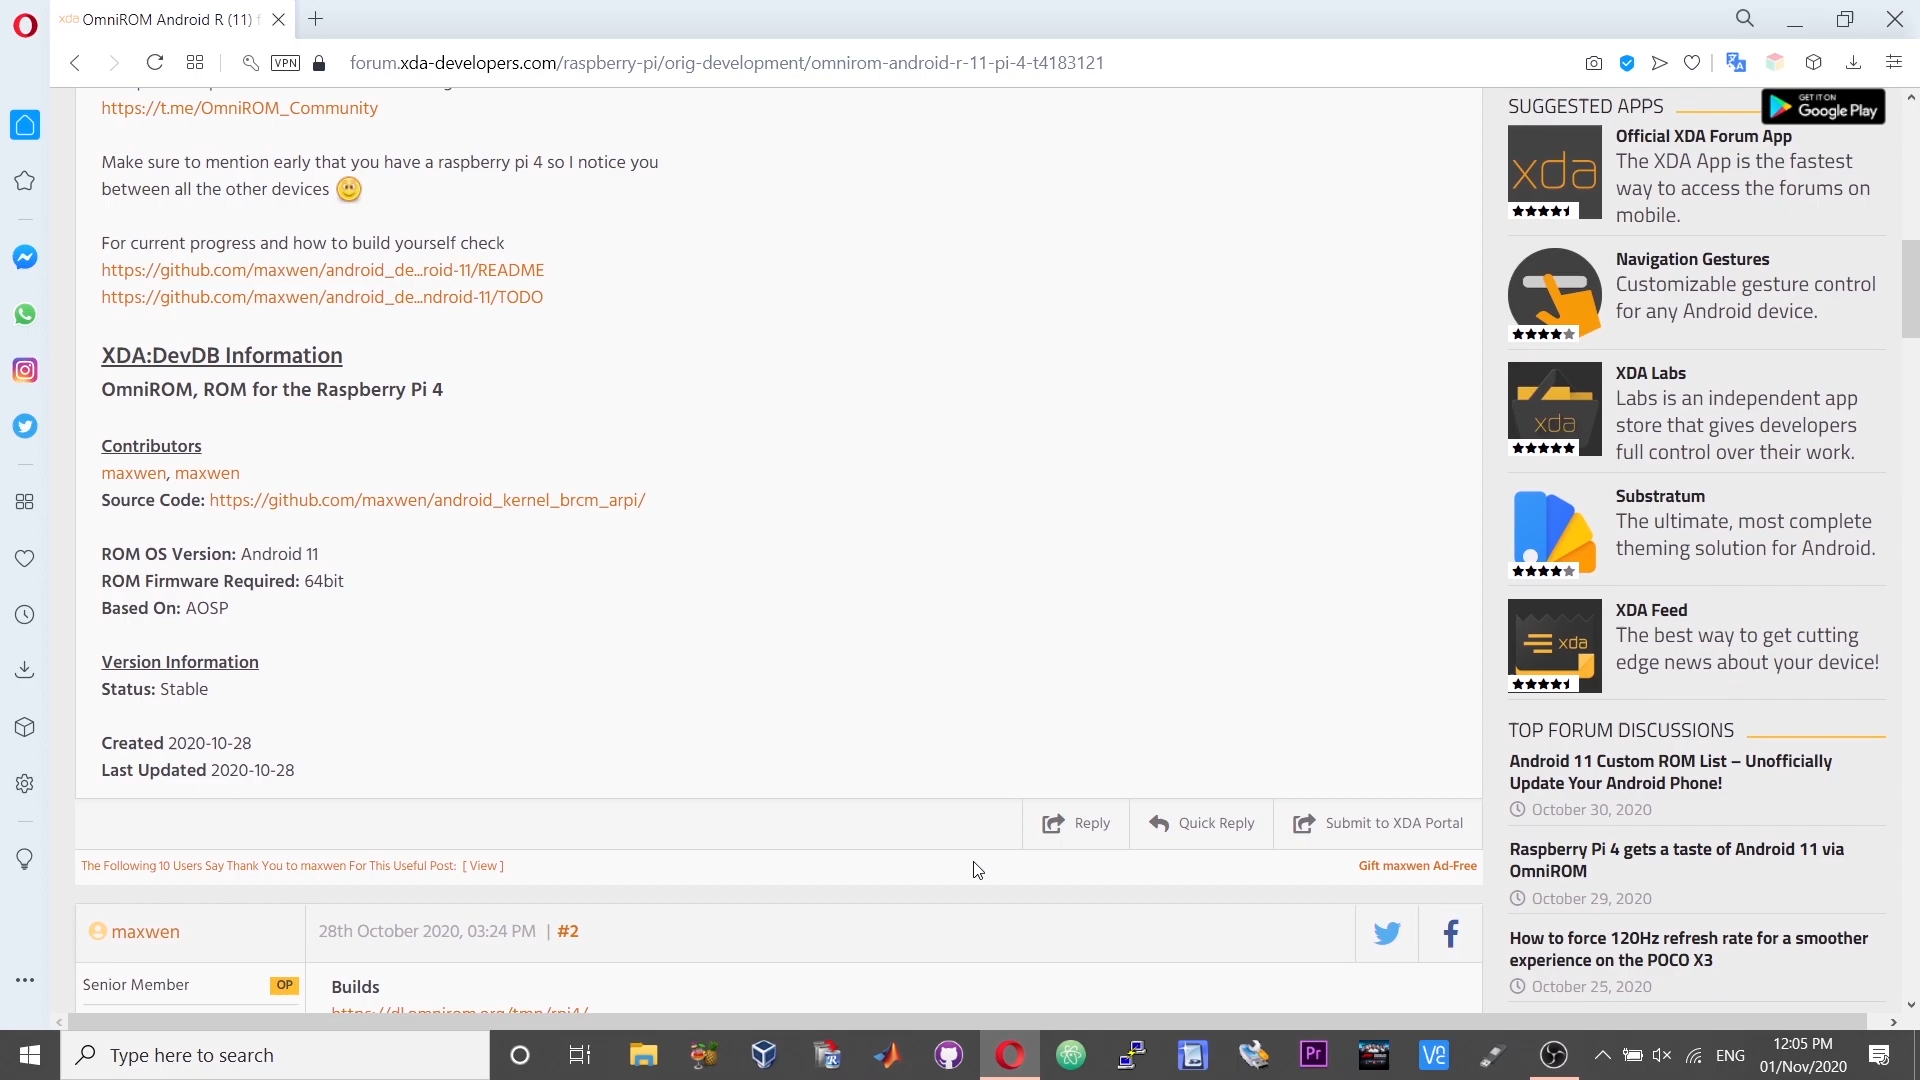 xda OmniROM Android R (11) f
VPN
forum.xda-developers.com/raspberry-pi/orig-development/omnirom-android-r-11-pi-4-t4183121
https://t.me/OmniROM_Community
Make sure to mention early that you have a raspberry pi 4 so I notice you
between all the other devices
For current progress and how to build yourself check
https://github.com/maxwen/android_de...roid-11/README
https://github.com/maxwen/android_de...ndroid-11/TODO
XDA:DevDB Information
OmniROM, ROM for the Raspberry Pi 4
Contributors
maxwen, maxwen
Source Code: https://github.com/maxwen/android_kernel_brcm_arpi/
ROM OS Version: Android 11
ROM Firmware Required: 64bit
Based On: AOSP
Version Information
Status: Stable
Created 2020-10-28
Last Updated 2020-10-28
Reply
Quick Reply
Submit to XDA Portal
The Following 10 Users Say Thank You to maxwen For This Useful Post: [ View ]
Gift maxwen Ad-Free
maxwen
28th October 2020, 03:24 PM | #2
Senior Member
OP
Builds
https://dl.omnirom.org/tmp/rpi4/
SUGGESTED APPS
GET IT ON
Google Play
xda
Official XDA Forum App
The XDA App is the fastest
way to access the forums on
mobile.
Navigation Gestures
Customizable gesture control
for any Android device.
xda
XDA Labs
Labs is an independent app
store that gives developers
full control over their work.
Substratum
The ultimate, most complete
theming solution for Android.
xda
XDA Feed
The best way to get cutting
edge news about your device!
TOP FORUM DISCUSSIONS
Android 11 Custom ROM List – Unofficially
Update Your Android Phone!
October 30, 2020
Raspberry Pi 4 gets a taste of Android 11 via
OmniROM
October 29, 2020
How to force 120Hz refresh rate for a smoother
experience on the POCO X3
October 25, 2020
Type here to search
Pr
ENG
12:05 PM
01/Nov/2020